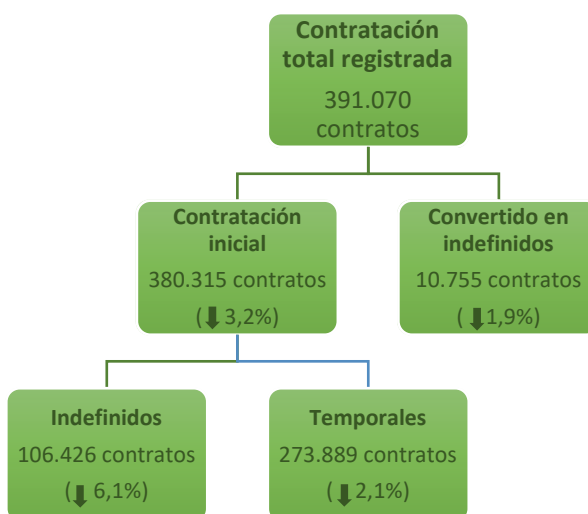 Contratación
total registrada
391.070
contratos
Contratación
inicial
380.315 contratos
(⬇3,2%)
Convertido en
indefinidos
10.755 contratos
(⬇1,9%)
Indefinidos
106.426 contratos
(⬇6,1%)
Temporales
273.889 contratos
(⬇2,1%)